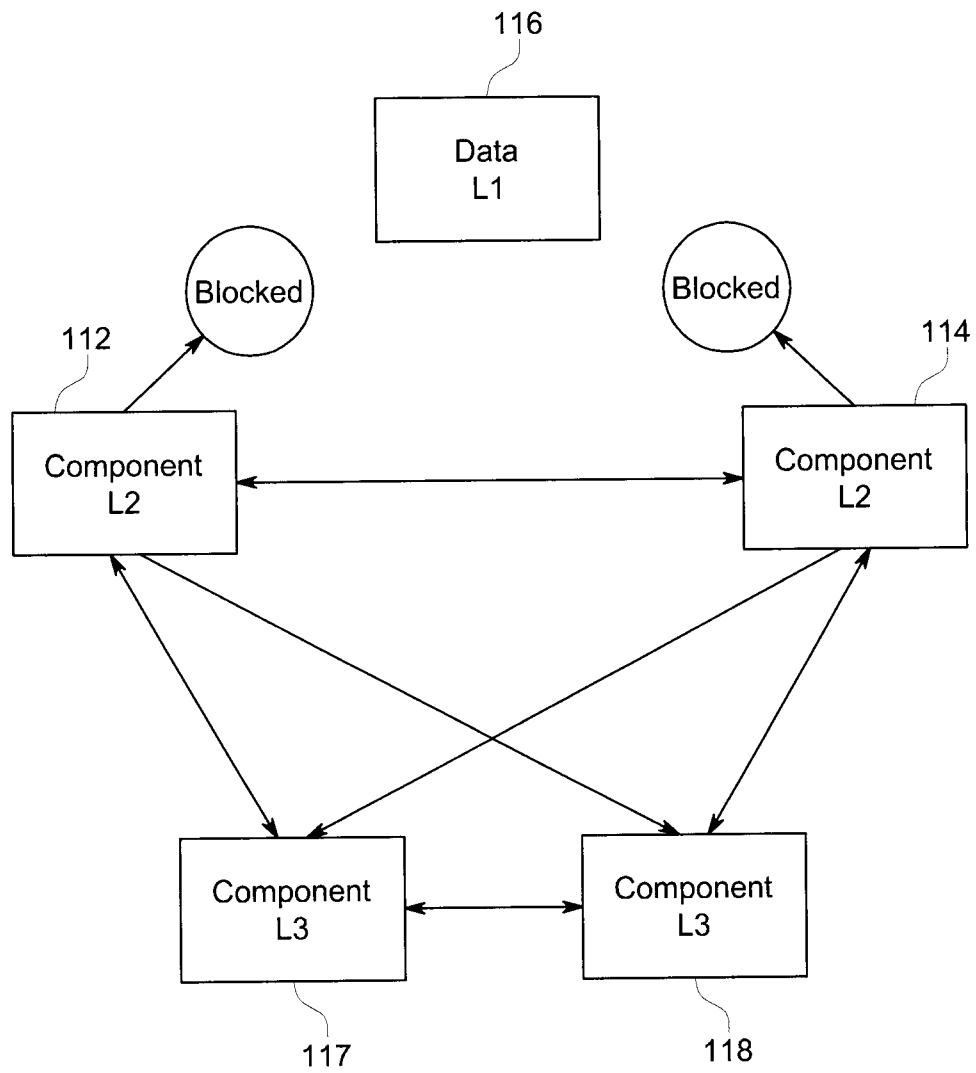 116
Data
L1
Blocked
Blocked
112
114
Component
L2
Component
L2
Component
L3
Component
L3
117
118